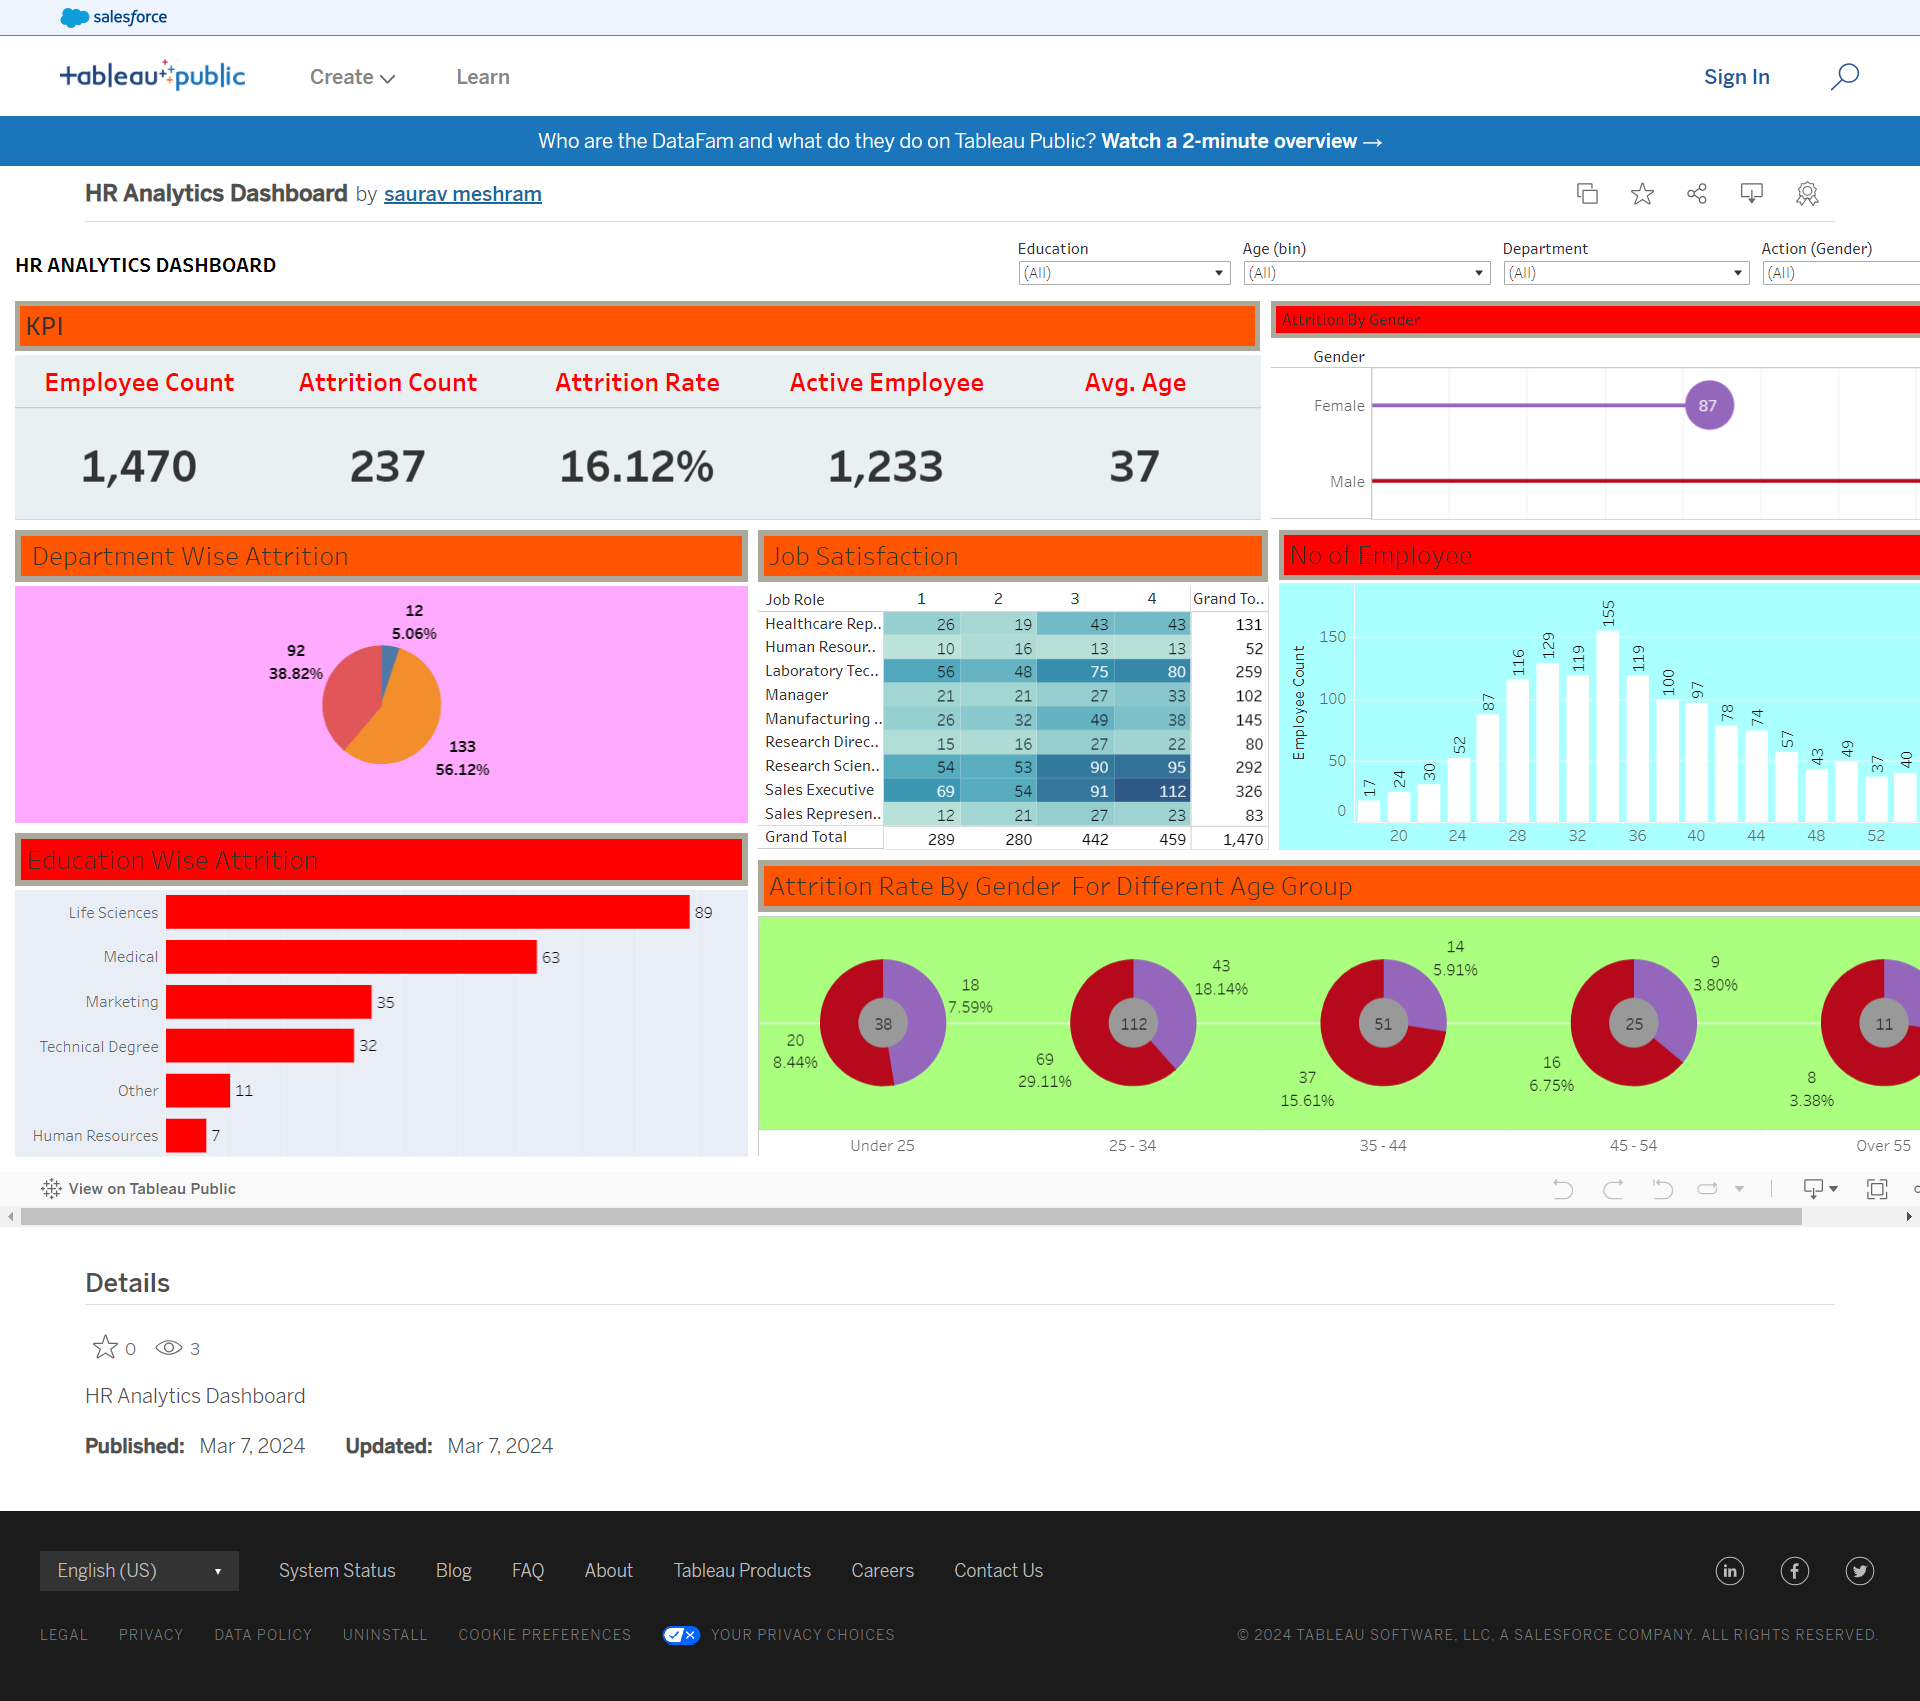 salesforce
tableau public
Create
Learn
Sign In
Who are the DataFam and what do they do on Tableau Public? Watch a 2-minute overview →
HR Analytics Dashboard by saurav meshram
HR ANALYTICS DASHBOARD
Education
Age (bin)
Department
Action (Gender)
(All)
(All)
(All)
(All)
KPI
Employee Count
Attrition Count
Attrition Rate
Active Employee
Avg. Age
1,470
237
16.12%
1,233
37
Attrition By Gender
Gender
Female
87
Male
Department Wise Attrition
12
5.06%
92
38.82%
133
56.12%
Job Satisfaction
Job Role 1 2 3 4 Grand To..
Healthcare Rep.. 26 19 43 43 131
Human Resour.. 10 16 13 13 52
Laboratory Tec.. 56 48 75 80 259
Manager 21 21 27 33 102
Manufacturing .. 26 32 49 38 145
Research Direc.. 15 16 27 22 80
Research Scien.. 54 53 90 95 292
Sales Executive 69 54 91 112 326
Sales Represen.. 12 21 27 23 83
Grand Total 289 280 442 459 1,470
No of Employee
Employee Count
150
100
50
0
17 24 30 52 87 116 129 119 155 119 100 97 78 74 57 43 49 37 40
20 24 28 32 36 40 44 48 52
Education Wise Attrition
Life Sciences 89
Medical 63
Marketing 35
Technical Degree 32
Other 11
Human Resources 7
Attrition Rate By Gender For Different Age Group
18
7.59%
38
20
8.44%
43
18.14%
112
69
29.11%
14
5.91%
51
37
15.61%
9
3.80%
25
16
6.75%
11
8
3.38%
Under 25
25 - 34
35 - 44
45 - 54
Over 55
View on Tableau Public
Details
0
3
HR Analytics Dashboard
Published: Mar 7, 2024 Updated: Mar 7, 2024
English (US)
System Status
Blog
FAQ
About
Tableau Products
Careers
Contact Us
LEGAL
PRIVACY
DATA POLICY
UNINSTALL
COOKIE PREFERENCES
YOUR PRIVACY CHOICES
© 2024 TABLEAU SOFTWARE, LLC, A SALESFORCE COMPANY. ALL RIGHTS RESERVED.